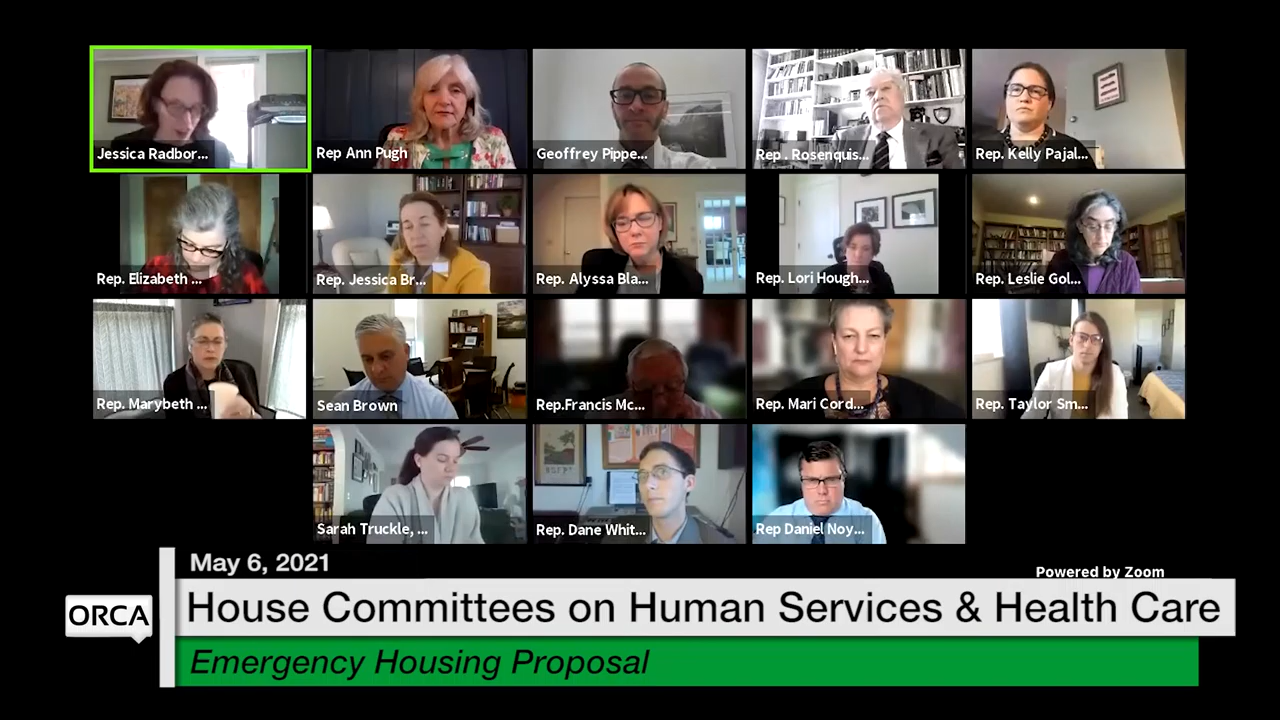 Jessica Radbor...
Rep Ann Pugh
Geoffrey Pippe...
Rep . Rosenquis...
Rep. Kelly Pajal...
Rep. Elizabeth ...
Rep. Jessica Br...
Rep. Alyssa Bla...
Rep. Lori Hough...
Rep. Leslie Gol...
Rep. Marybeth ...
Sean Brown
Rep.Francis Mc...
Rep. Mari Cord...
Rep. Taylor Sm...
Sarah Truckle, ...
Rep. Dane Whit...
Rep Daniel Noy...
May 6, 2021
Powered by Zoom
ORCA
House Committees on Human Services & Health Care
Emergency Housing Proposal